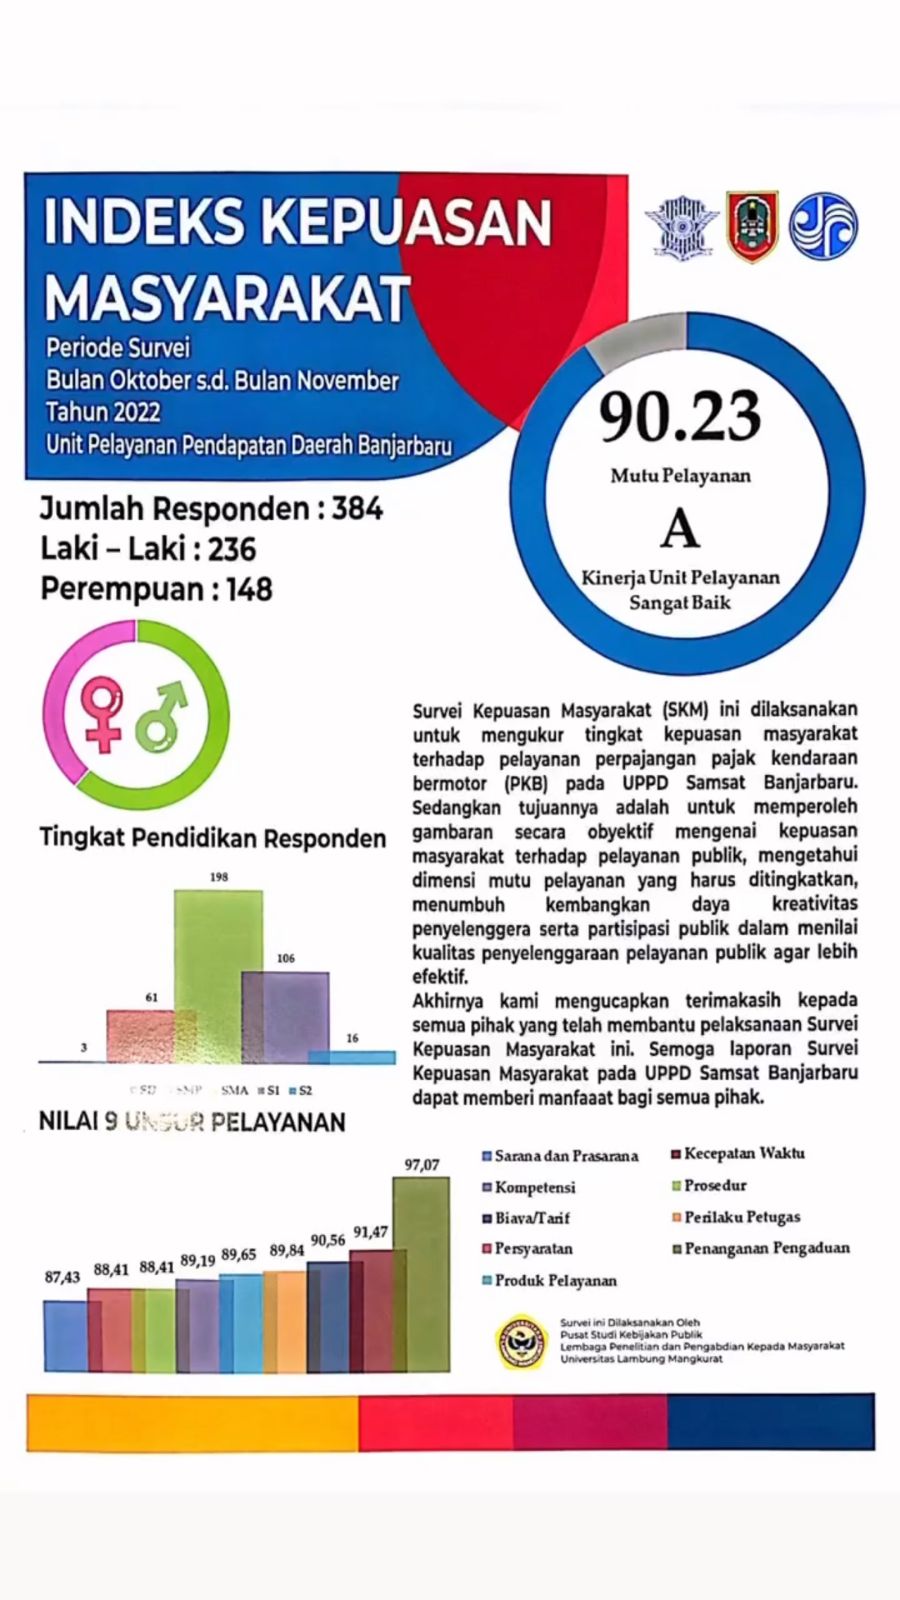 INDEKS KEPUASAN
MASYARAKAT
Periode Survei
Bulan Oktober s.d. Bulan November
Tahun 2022
Unit Pelayanan Pendapatan Daerah Banjarbaru
90.23
Mutu Pelayanan
A
Kinerja Unit Pelayanan
Sangat Baik
Jumlah Responden : 384
Laki – Laki : 236
Perempuan : 148
Tingkat Pendidikan Responden
3
61
198
106
16
SD SMP SMA S1 S2
Survei Kepuasan Masyarakat (SKM) ini dilaksanakan
untuk mengukur tingkat kepuasan masyarakat
terhadap pelayanan perpajangan pajak kendaraan
bermotor (PKB) pada UPPD Samsat Banjarbaru.
Sedangkan tujuannya adalah untuk memperoleh
gambaran secara obyektif mengenai kepuasan
masyarakat terhadap pelayanan publik, mengetahui
dimensi mutu pelayanan yang harus ditingkatkan,
menumbuh kembangkan daya kreativitas
penyelenggera serta partisipasi publik dalam menilai
kualitas penyelenggaraan pelayanan publik agar lebih
efektif.
Akhirnya kami mengucapkan terimakasih kepada
semua pihak yang telah membantu pelaksanaan Survei
Kepuasan Masyarakat ini. Semoga laporan Survei
Kepuasan Masyarakat pada UPPD Samsat Banjarbaru
dapat memberi manfaaat bagi semua pihak.
NILAI 9 UNSUR PELAYANAN
87,43
88,41
88,41
89,19
89,65
89,84
90,56
91,47
97,07
Sarana dan Prasarana
Kompetensi
Biaya/Tarif
Persyaratan
Produk Pelayanan
Kecepatan Waktu
Prosedur
Perilaku Petugas
Penanganan Pengaduan
Survei ini Dilaksanakan Oleh
Pusat Studi Kebijakan Publik
Lembaga Penelitian dan Pengabdian Kepada Masyarakat
Universitas Lambung Mangkurat